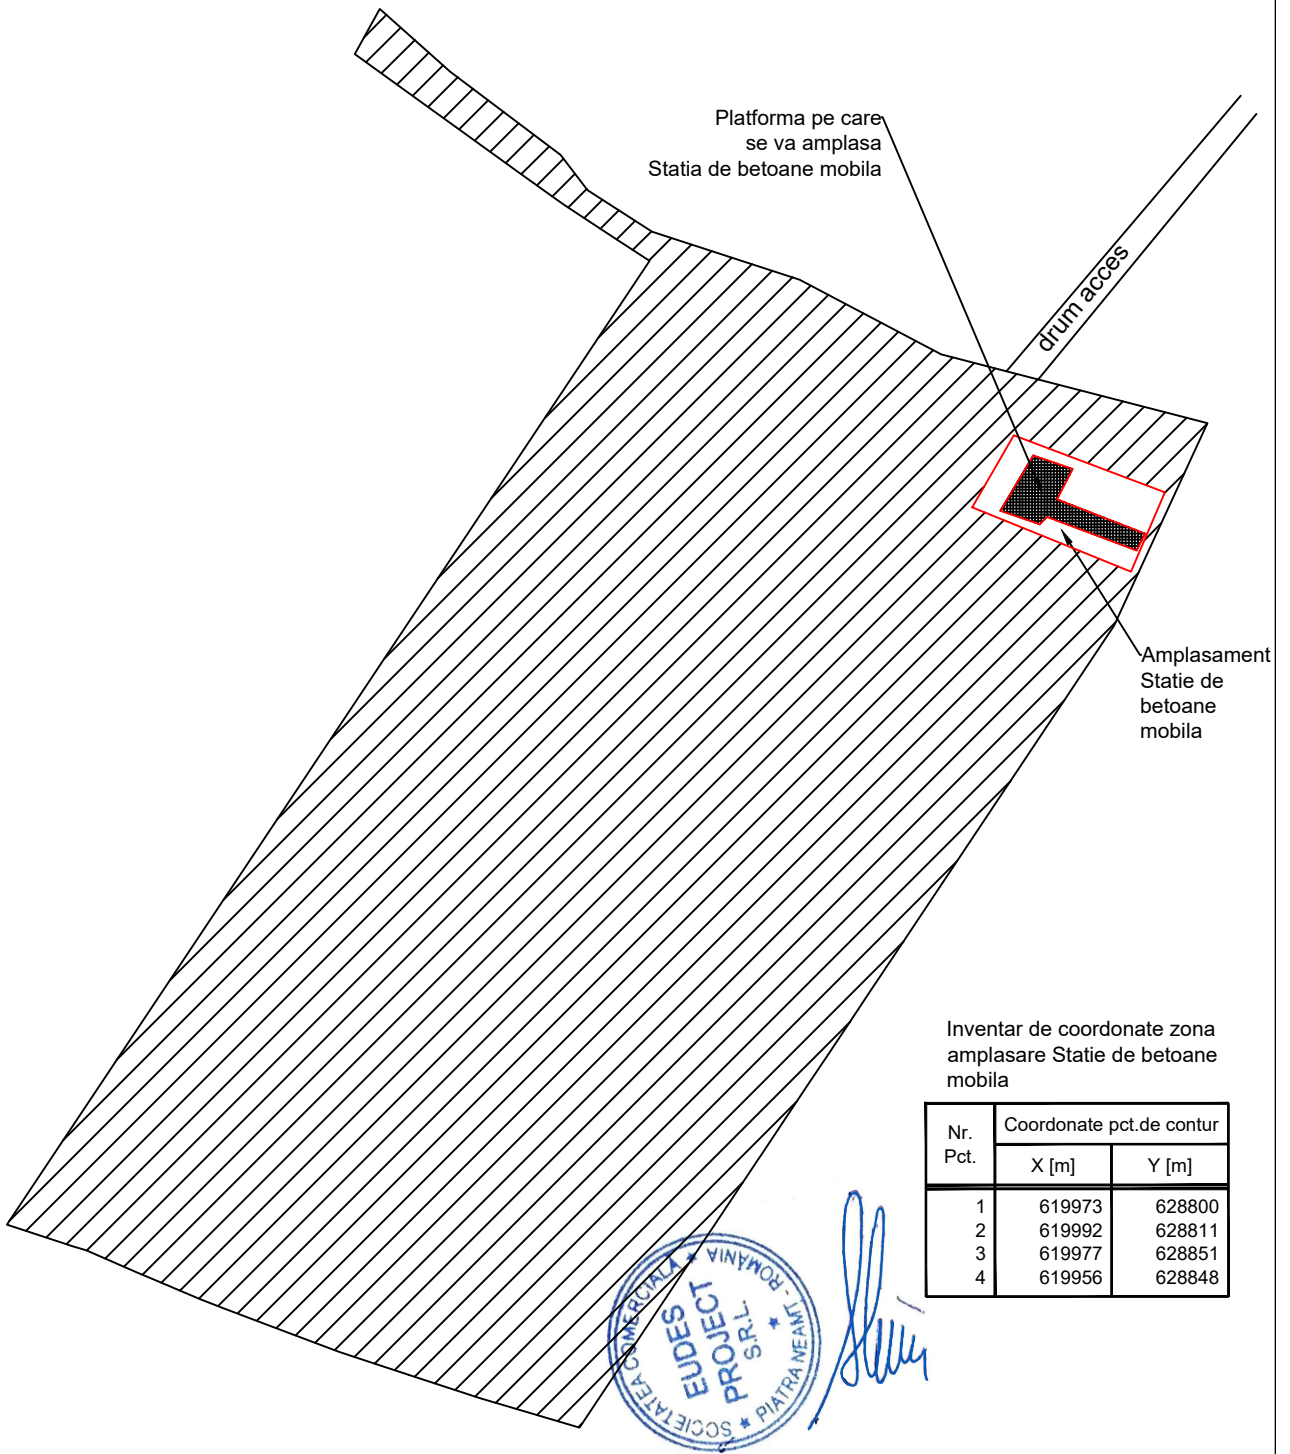 Platforma pe care
se va amplasa
Statia de betoane mobila
drum acces
Amplasament
Statie de
betoane
mobila
Inventar de coordonate zona
amplasare Statie de betoane
mobila
Nr. Pct. Coordonate pct.de contur
X [m] Y [m]
1 619973 628800
2 619992 628811
3 619977 628851
4 619956 628848
SOCIETATEA COMERCIALA ★ PIATRA NEAMT - ROMÂNIA ★
EUDES
PROJECT
S.R.L.
★